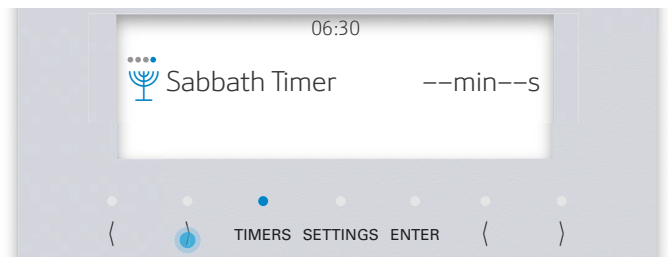 06:30
Sabbath Timer --min--s
⟨ ⟩ TIMERS SETTINGS ENTER ⟨ ⟩